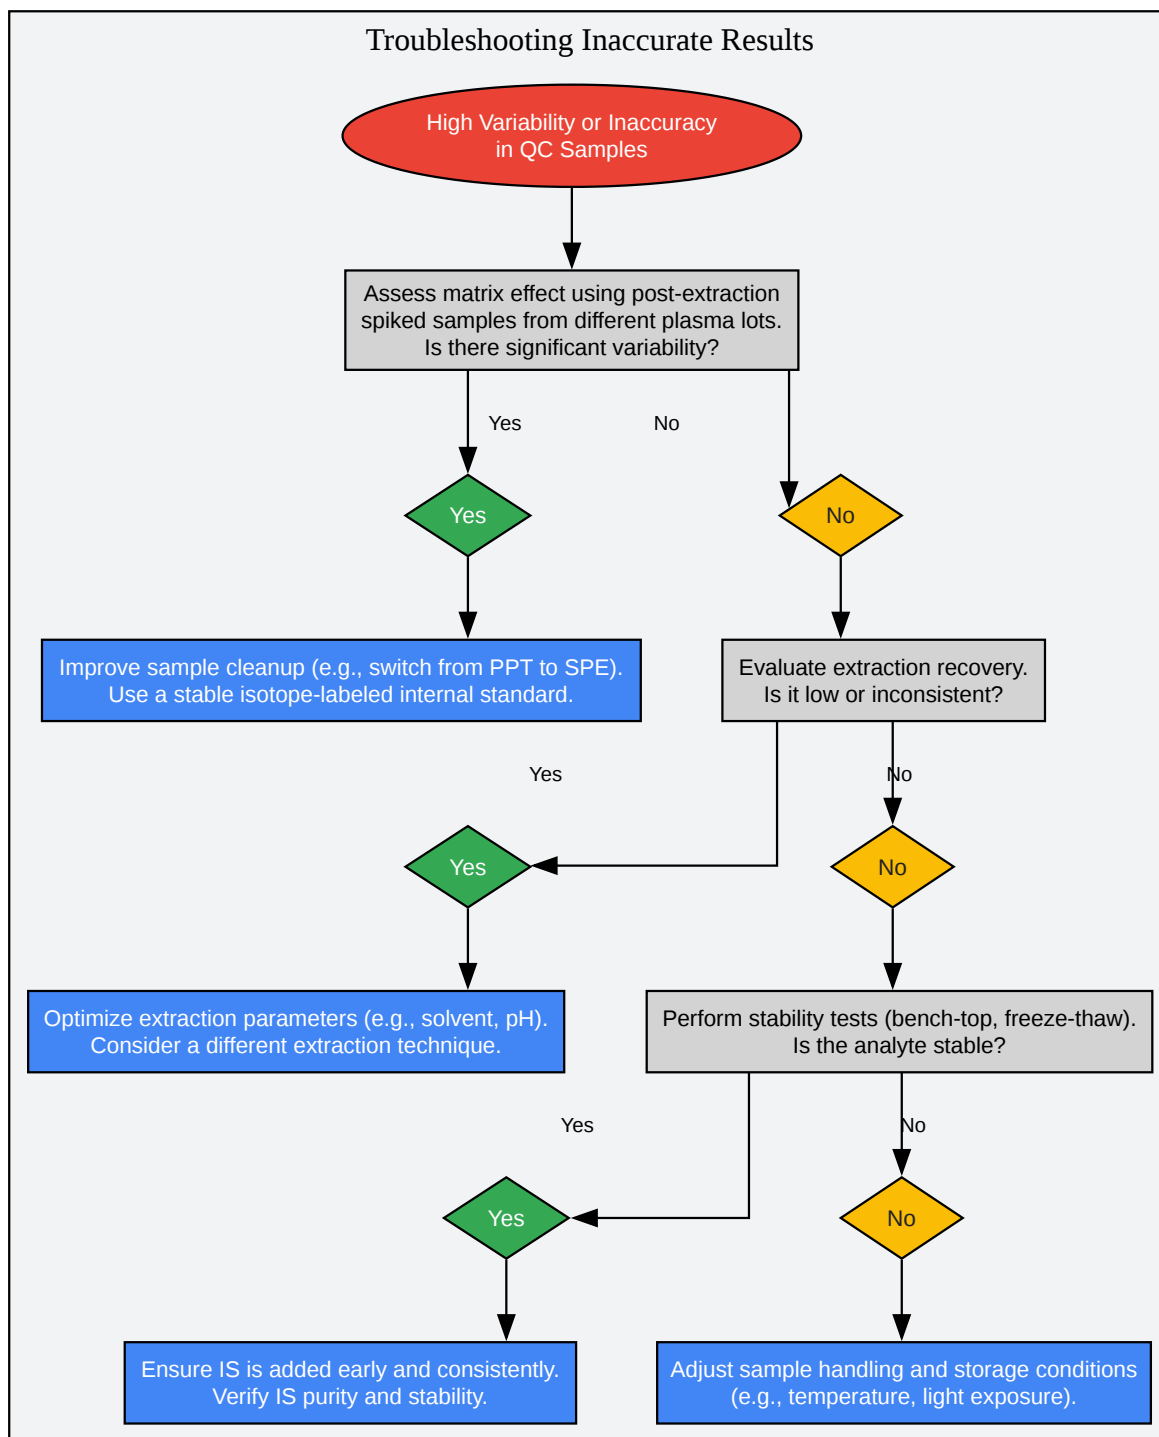 Troubleshooting Inaccurate Results
High Variability or Inaccuracy
in QC Samples
Assess matrix effect using post-extraction
spiked samples from different plasma lots.
Is there significant variability?
Yes
No
Yes
No
Improve sample cleanup (e.g., switch from PPT to SPE).
Use a stable isotope-labeled internal standard.
Evaluate extraction recovery.
Is it low or inconsistent?
Yes
No
Yes
No
Optimize extraction parameters (e.g., solvent, pH).
Consider a different extraction technique.
Perform stability tests (bench-top, freeze-thaw).
Is the analyte stable?
Yes
No
Yes
No
Ensure IS is added early and consistently.
Verify IS purity and stability.
Adjust sample handling and storage conditions
(e.g., temperature, light exposure).